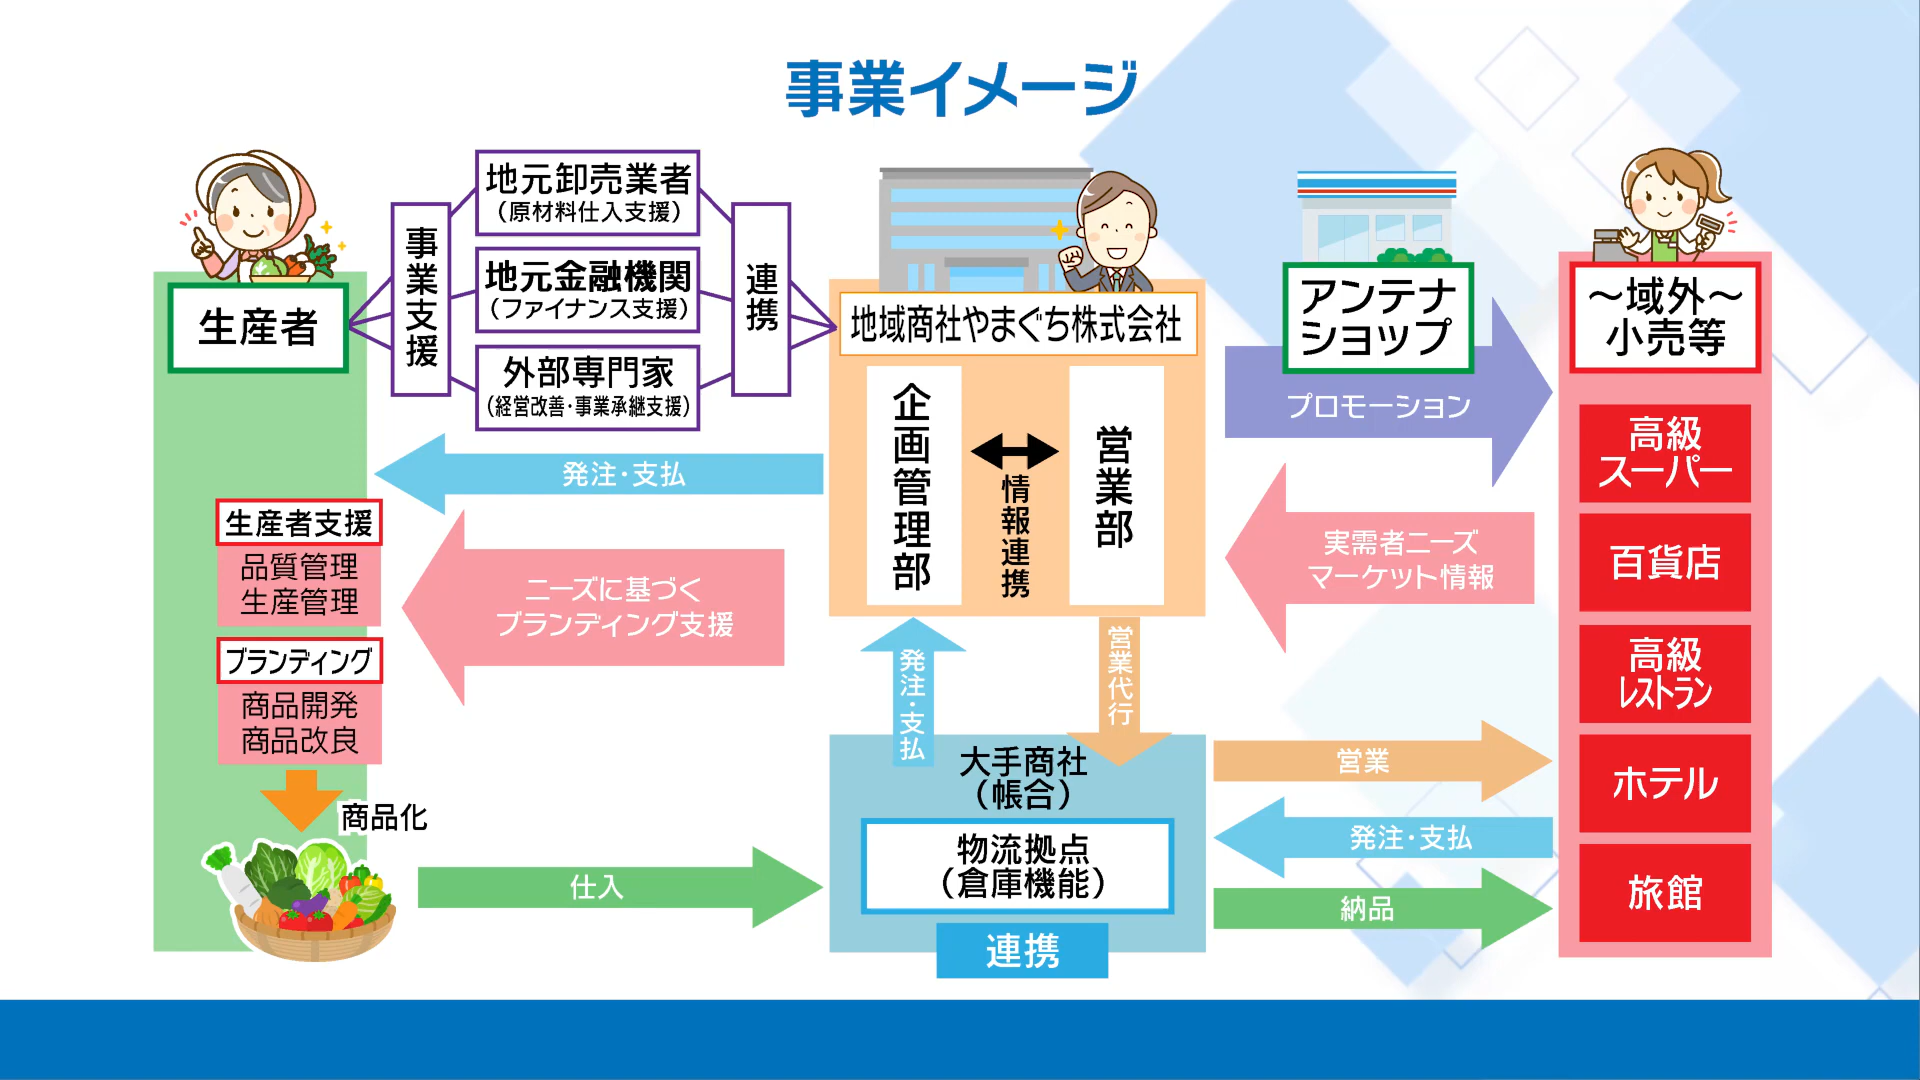 事業イメージ
生産者
事業支援
地元卸売業者
（原材料仕入支援）
地元金融機関
（ファイナンス支援）
外部専門家
（経営改善・事業承継支援）
連携
地域商社やまぐち株式会社
企画管理部
情報連携
営業部
アンテナ
ショップ
プロモーション
～域外～
小売等
高級
スーパー
百貨店
高級
レストラン
ホテル
旅館
発注・支払
ニーズに基づく
ブランディング支援
実需者ニーズ
マーケット情報
生産者支援
品質管理
生産管理
ブランディング
商品開発
商品改良
商品化
仕入
発注・支払
営業代行
大手商社
（帳合）
物流拠点
（倉庫機能）
連携
営業
発注・支払
納品